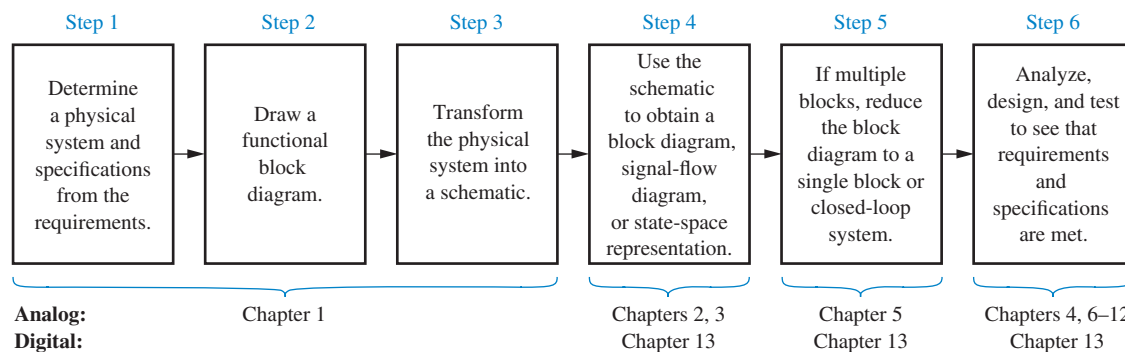 Step 1
Determine
a physical
system and
specifications
from the
requirements.
Step 2
Draw a
functional
block
diagram.
Step 3
Transform
the physical
system into
a schematic.
Step 4
Use the
schematic
to obtain a
block diagram,
signal-flow
diagram,
or state-space
representation.
Step 5
If multiple
blocks, reduce
the block
diagram to a
single block or
closed-loop
system.
Step 6
Analyze,
design, and test
to see that
requirements
and
specifications
are met.
Analog: Chapter 1 Chapters 2, 3 Chapter 5 Chapters 4, 6–12
Digital: Chapter 13 Chapter 13 Chapter 13